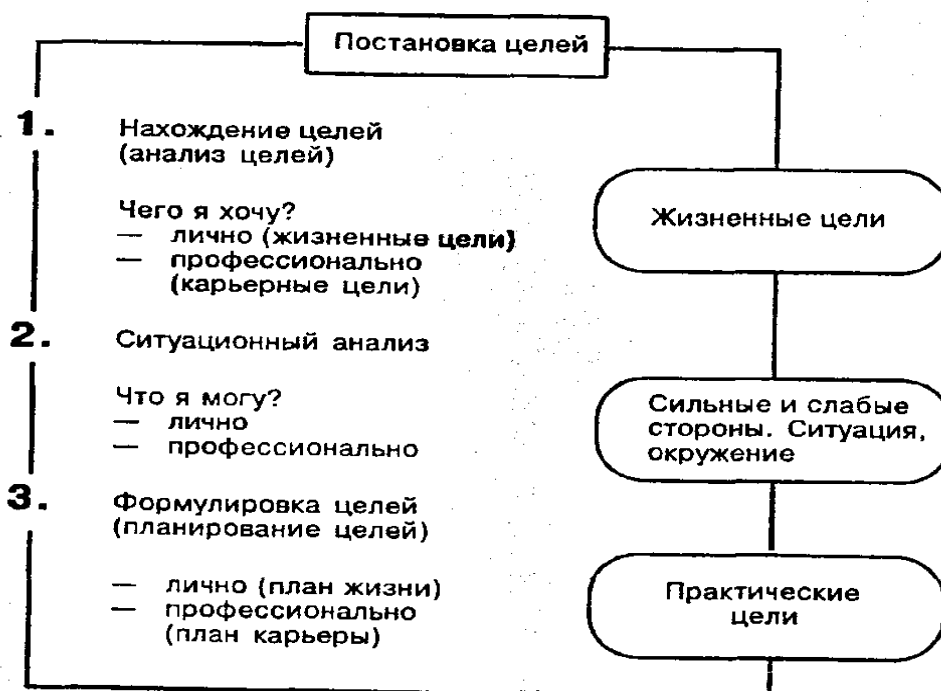 Постановка целей
1.
Нахождение целей
(анализ целей)
Чего я хочу?
— лично (жизненные цели)
— профессионально
(карьерные цели)
Жизненные цели
2.
Ситуационный анализ
Что я могу?
— лично
— профессионально
Сильные и слабые
стороны. Ситуация,
окружение
3.
Формулировка целей
(планирование целей)
— лично (план жизни)
— профессионально
(план карьеры)
Практические
цели